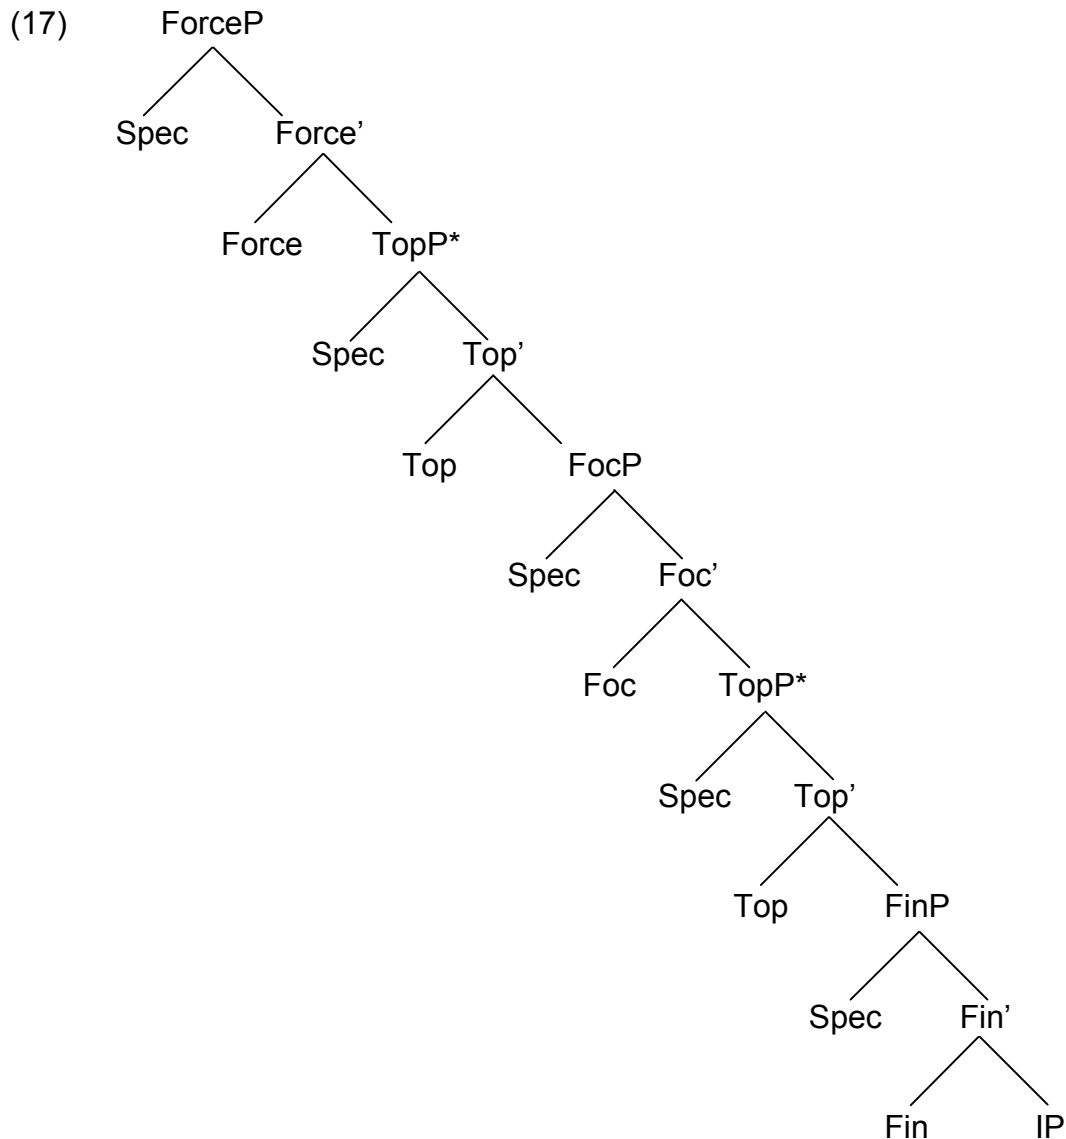 (17) ForceP
Spec Force’
Force TopP*
Spec Top’
Top FocP
Spec Foc’
Foc TopP*
Spec Top’
Top FinP
Spec Fin’
Fin IP